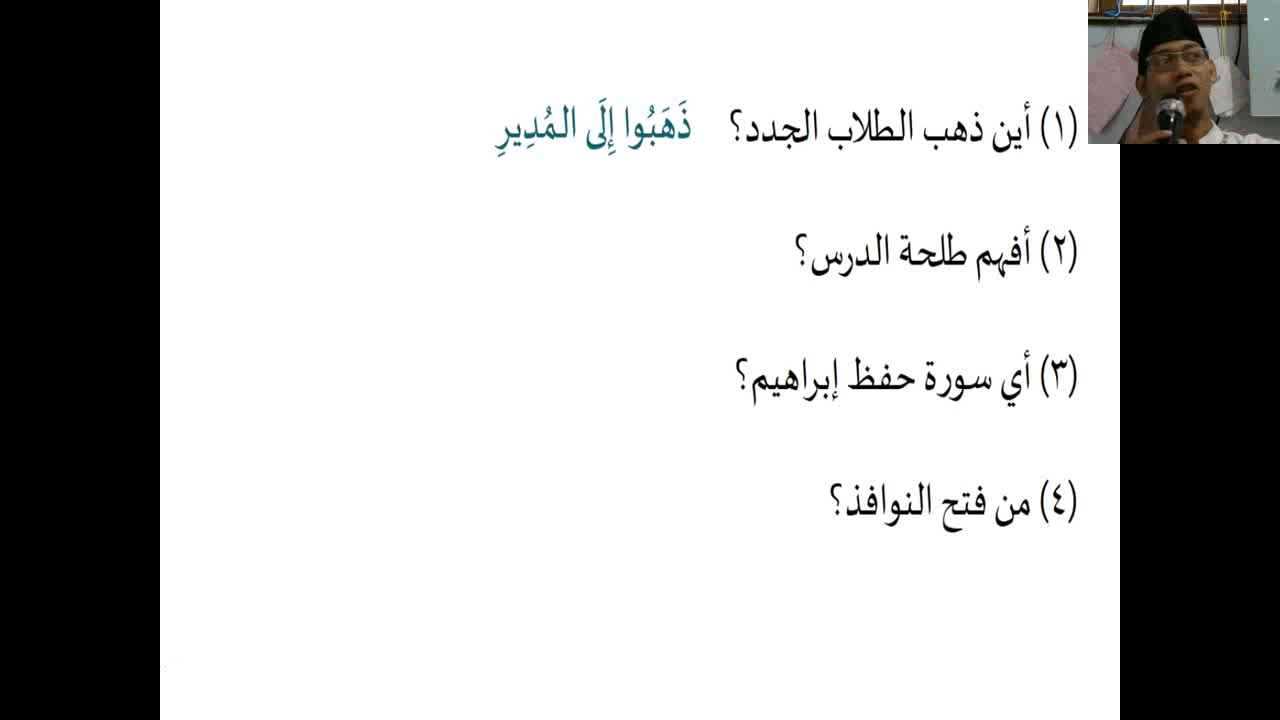 (١) أين ذهب الطلاب الجدد؟ ذَهَبُوا إِلَى المُدِيرِ
(٢) أفهم طلحة الدرس؟
(٣) أي سورة حفظ إبراهيم؟
(٤) من فتح النوافذ؟